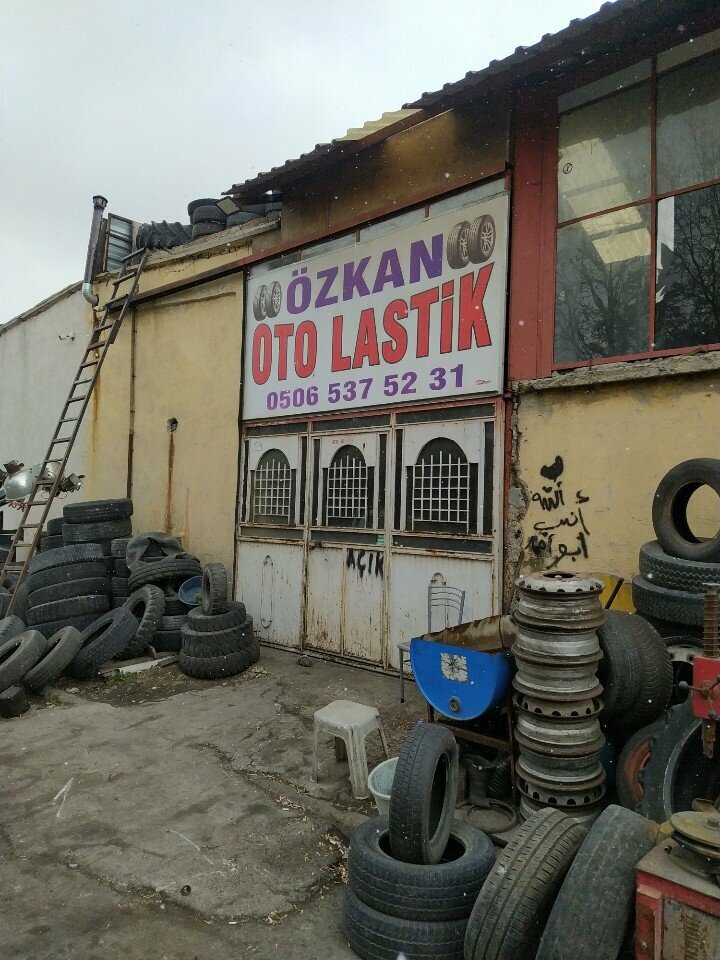 ÖZKAN
OTO LASTİK
0506 537 52 31
AÇIK